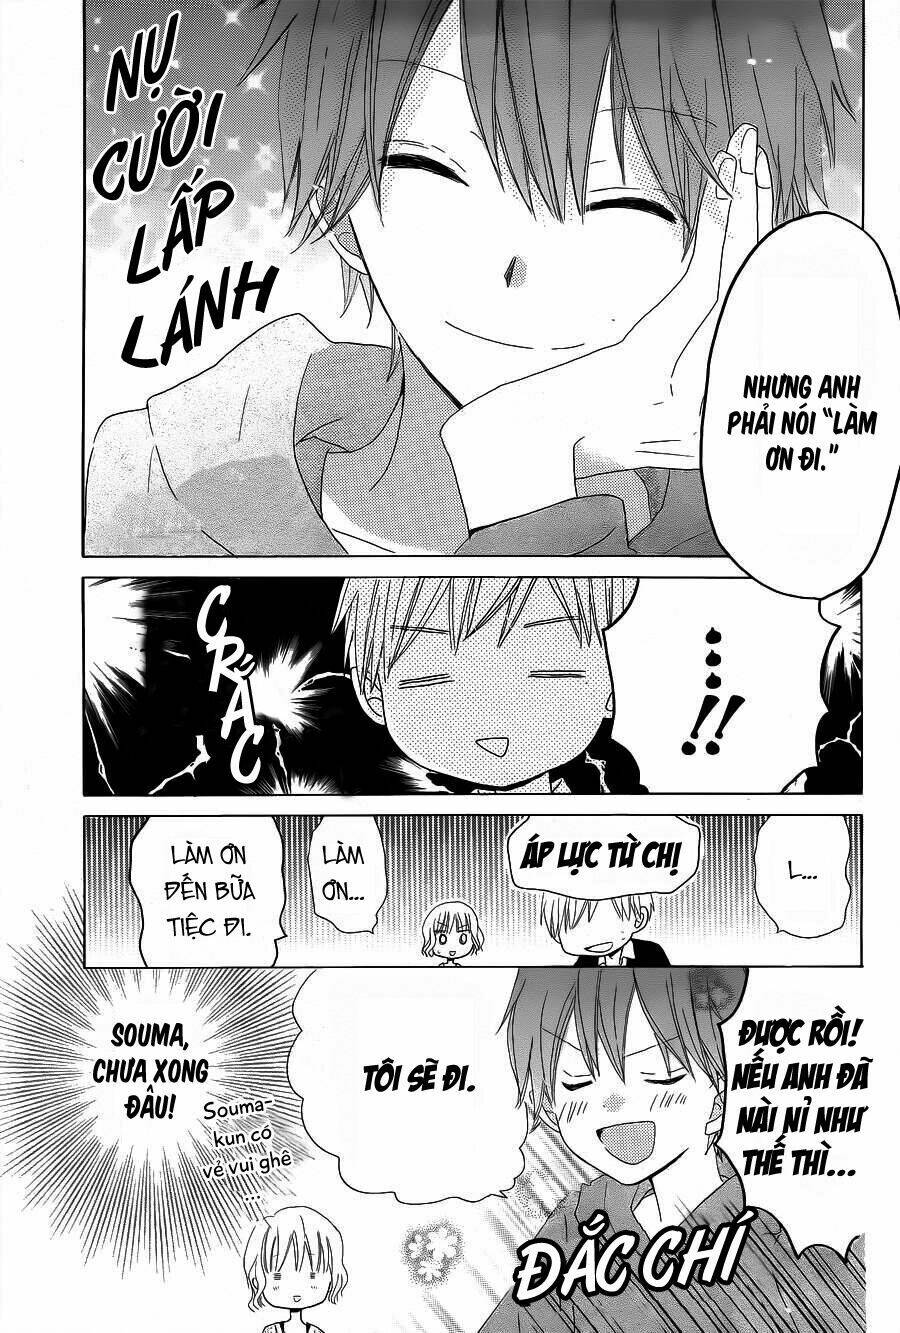 NỤ
CƯỜI
LẤP
LÁNH
NHƯNG ANH
PHẢI NÓI "LÀM
ƠN ĐI."
...!!
CRẮC
L...
ÁP LỰC TỪ CHỊ
LÀM
ƠN...
LÀM ƠN
ĐẾN BỮA
TIỆC ĐI.
ĐƯỢC RỒI!
NẾU ANH ĐÃ
NÀI NỈ NHƯ
THẾ THÌ...
TÔI SẼ ĐI.
ĐẮC CHÍ
SOUMA,
CHƯA XONG
ĐÂU!
Souma-
kun có
vẻ vui ghê
...